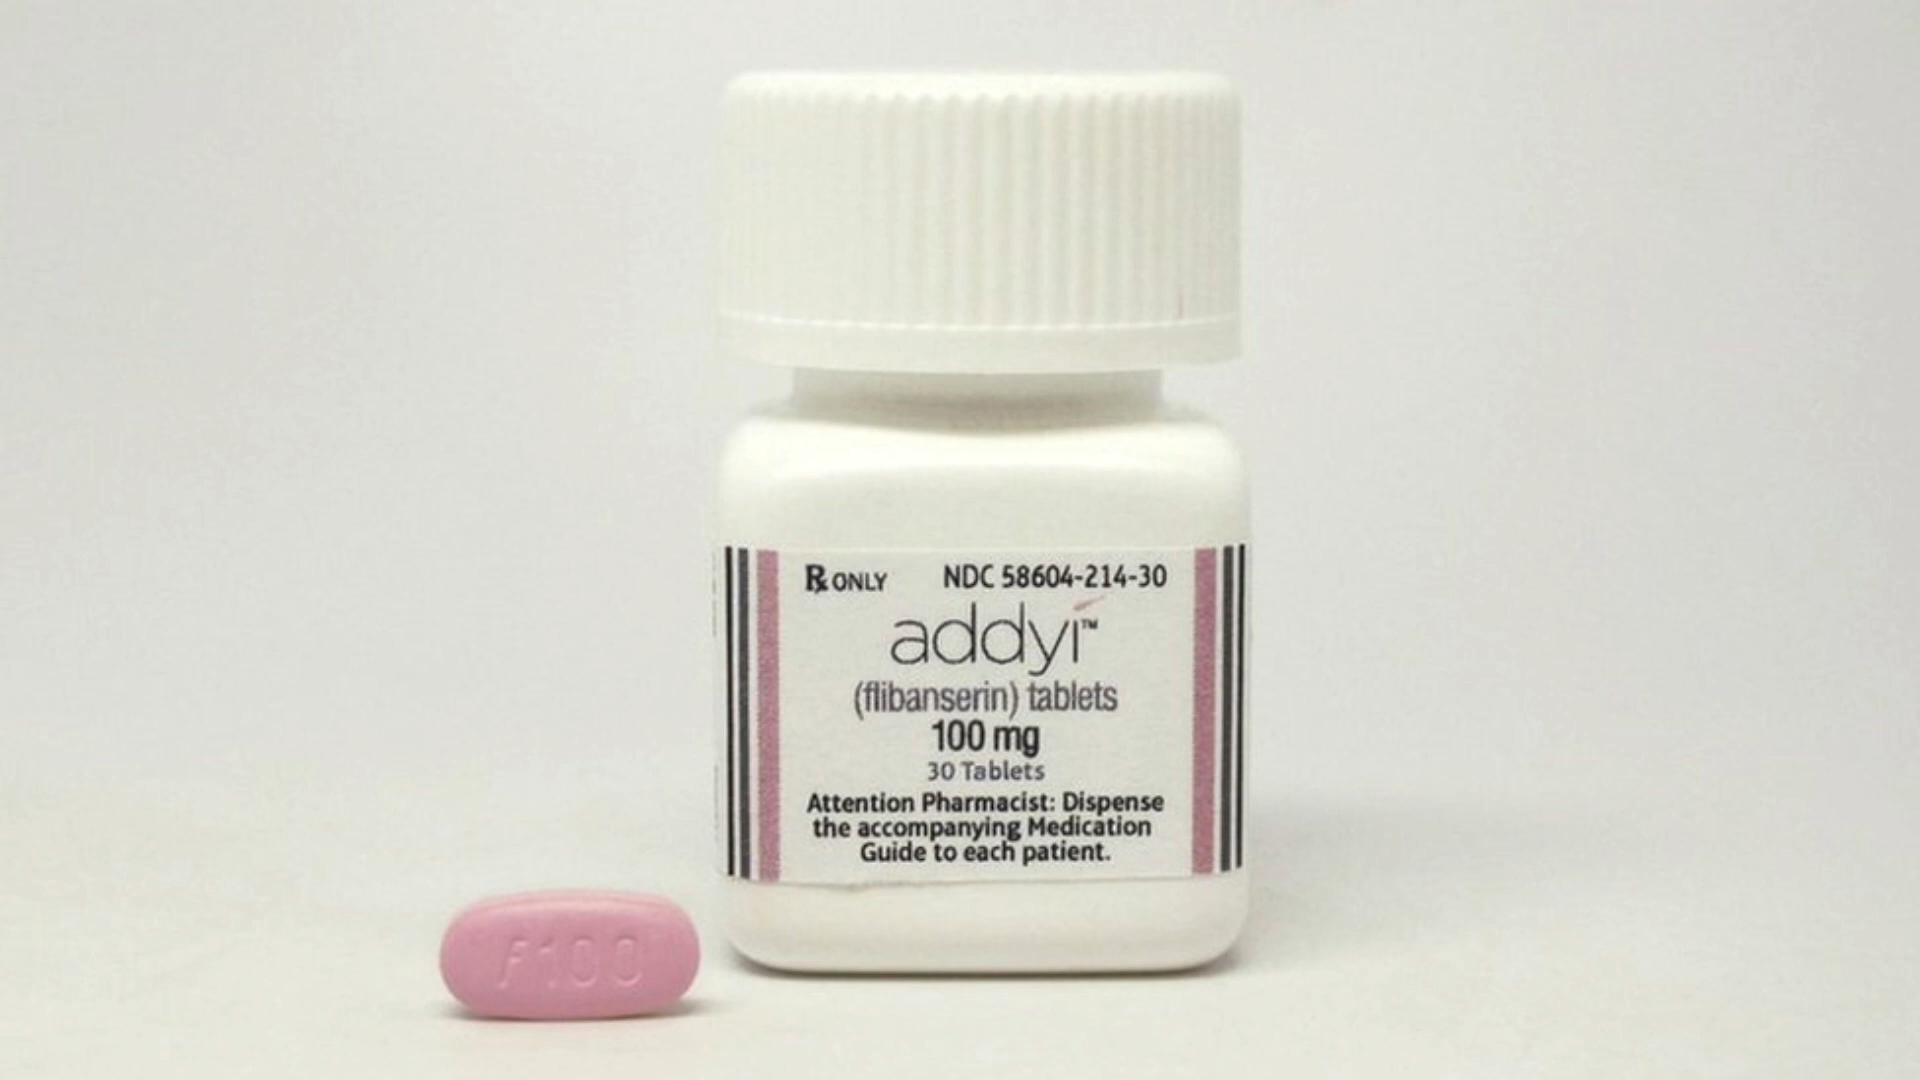 Rx ONLY NDC 58604-214-30
addyi™
(flibanserin) tablets
100 mg
30 Tablets
Attention Pharmacist: Dispense
the accompanying Medication
Guide to each patient.
F100